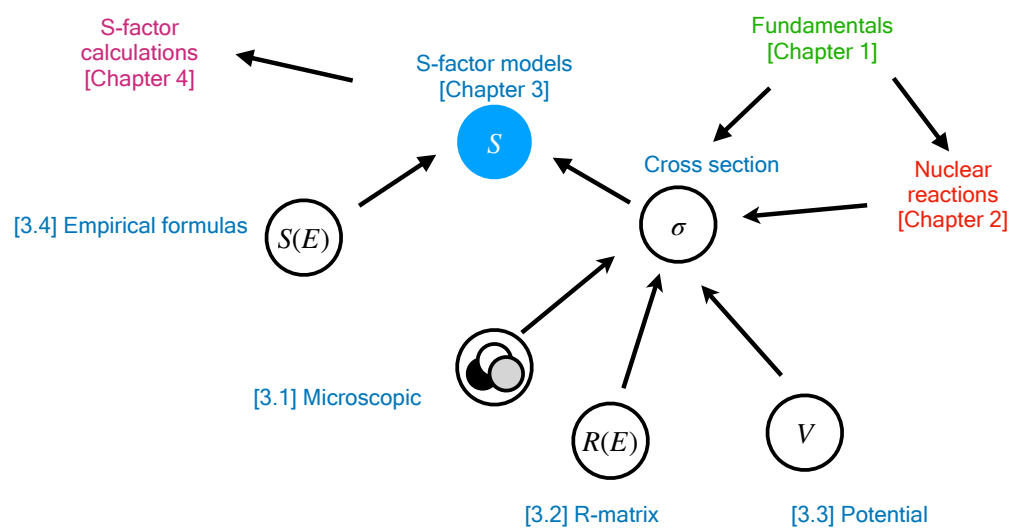 S-factor
calculations
[Chapter 4]
Fundamentals
[Chapter 1]
S-factor models
[Chapter 3]
S
Cross section
Nuclear
reactions
[Chapter 2]
[3.4] Empirical formulas
S(E)
σ
[3.1] Microscopic
R(E)
V
[3.2] R-matrix
[3.3] Potential